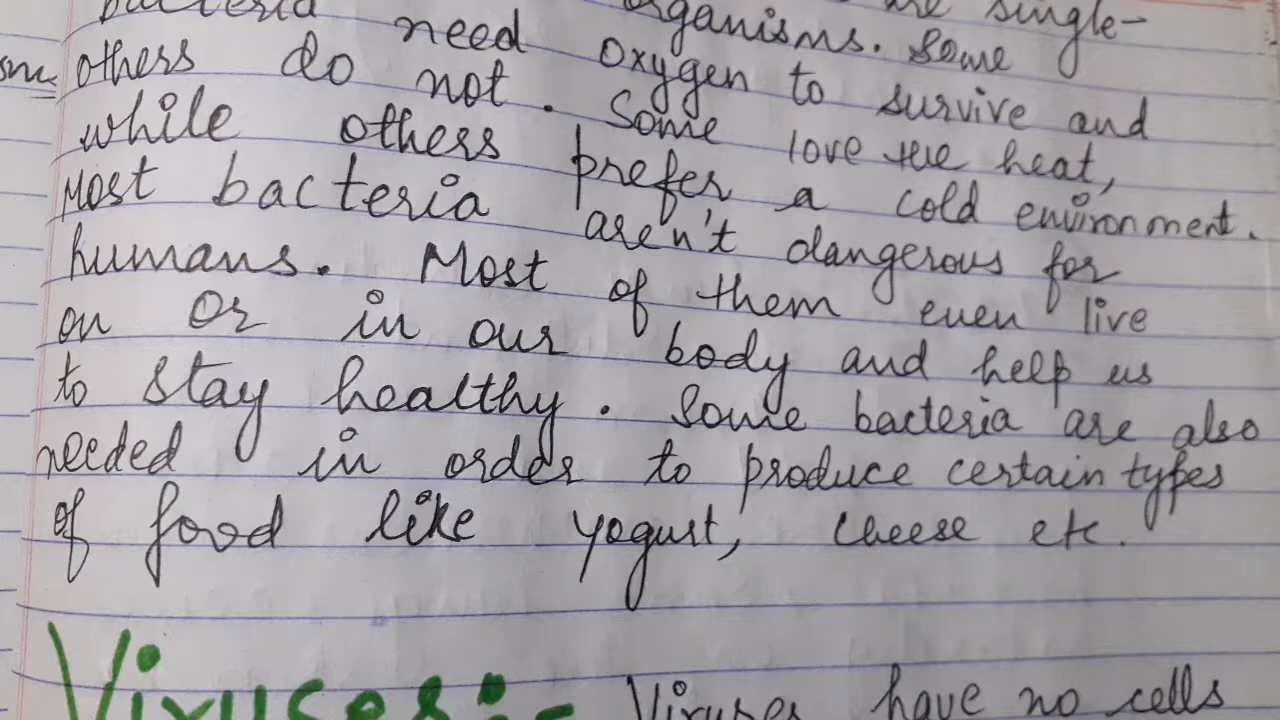 are single-
organisms. Some
bacteria need oxygen to survive and
others do not. Some love the heat,
while others prefer a cold environment.
Most bacteria aren't dangerous for
humans. Most of them even live
on or in our body and help us
to stay healthy. Some bacteria are also
needed in order to produce certain types
of food like yogurt, cheese etc.
Viruses:- Viruses have no cells